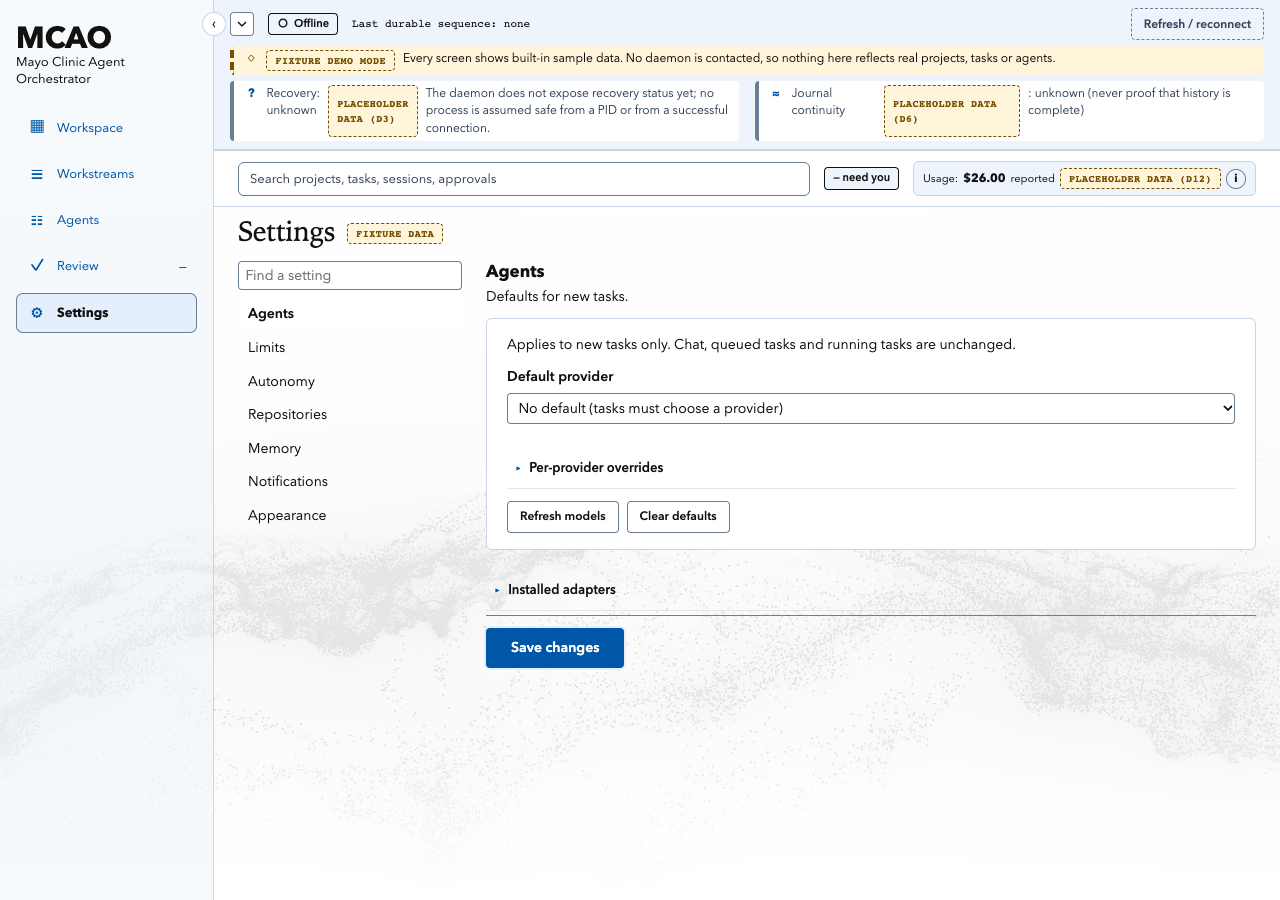 MCAO
Mayo Clinic Agent
Orchestrator
Workspace
Workstreams
Agents
Review –
Settings
Offline
Last durable sequence: none
Refresh / reconnect
FIXTURE DEMO MODE
Every screen shows built-in sample data. No daemon is contacted, so nothing here reflects real projects, tasks or agents.
? Recovery:
unknown
PLACEHOLDER
DATA (D3)
The daemon does not expose recovery status yet; no
process is assumed safe from a PID or from a successful
connection.
≈ Journal
continuity
PLACEHOLDER DATA
(D6)
: unknown (never proof that history is
complete)
Search projects, tasks, sessions, approvals
– need you
Usage: $26.00 reported PLACEHOLDER DATA (D12) i
Settings
FIXTURE DATA
Find a setting
Agents
Limits
Autonomy
Repositories
Memory
Notifications
Appearance
Agents
Defaults for new tasks.
Applies to new tasks only. Chat, queued tasks and running tasks are unchanged.
Default provider
No default (tasks must choose a provider)
Per-provider overrides
Refresh models
Clear defaults
Installed adapters
Save changes